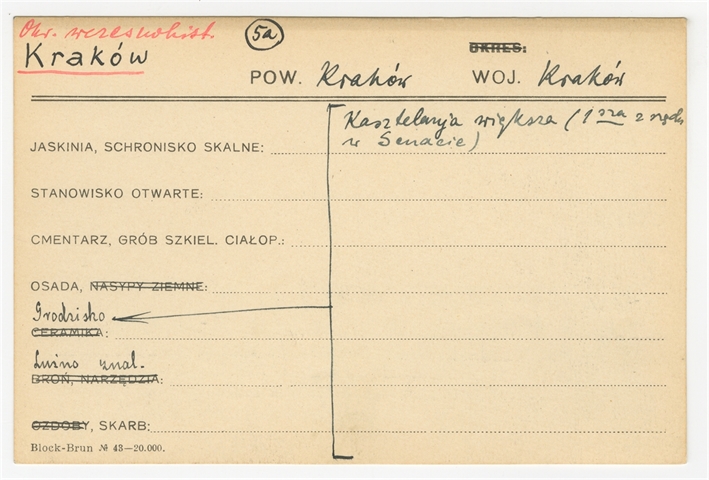 Okr. wczesnohist.
5a
Kraków
OKRES:
POW. Kraków WOJ. Kraków
Kasztelanja większa (1sza z rzędu
w Senacie)
JASKINIA, SCHRONISKO SKALNE:
STANOWISKO OTWARTE:
CMENTARZ, GRÓB SZKIEL. CIAŁOP.:
OSADA, NASYPY ZIEMNE:
Grodzisko
CERAMIKA:
Luźno znal.
BROŃ, NARZĘDZIA:
OZDOBY, SKARB:
Block-Brun № 43—20.000.